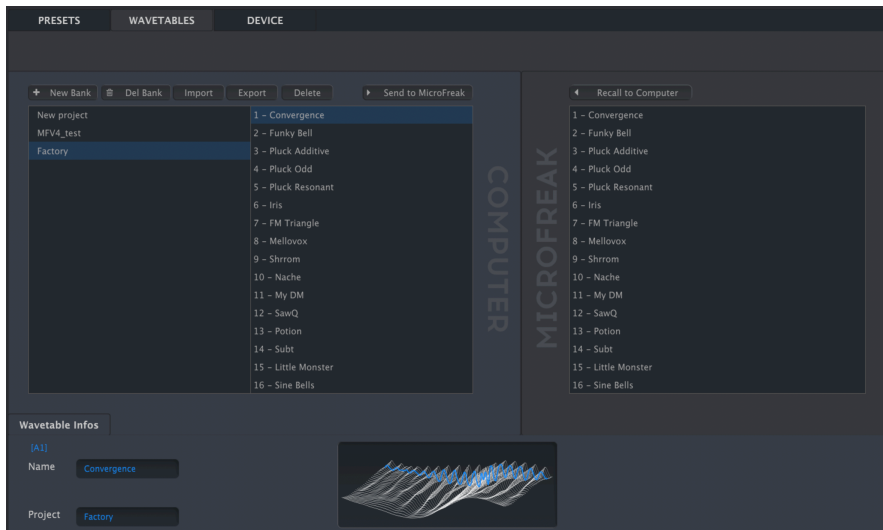 PRESETS WAVETABLES DEVICE
+ New Bank Del Bank Import Export Delete Send to MicroFreak
New project
MFV4_test
Factory
1 – Convergence
2 – Funky Bell
3 – Pluck Additive
4 – Pluck Odd
5 – Pluck Resonant
6 – Iris
7 – FM Triangle
8 – Mellovox
9 – Shrrom
10 – Nache
11 – My DM
12 – SawQ
13 – Potion
14 – Subt
15 – Little Monster
16 – Sine Bells
COMPUTER
MICROFREAK
Recall to Computer
1 – Convergence
2 – Funky Bell
3 – Pluck Additive
4 – Pluck Odd
5 – Pluck Resonant
6 – Iris
7 – FM Triangle
8 – Mellovox
9 – Shrrom
10 – Nache
11 – My DM
12 – SawQ
13 – Potion
14 – Subt
15 – Little Monster
16 – Sine Bells
Wavetable Infos
[A1]
Name Convergence
Project Factory